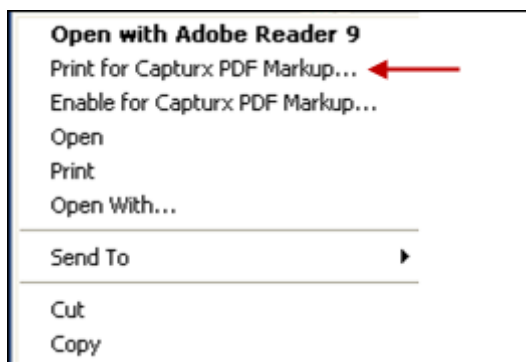 Open with Adobe Reader 9
Print for Capturx PDF Markup...
Enable for Capturx PDF Markup...
Open
Print
Open With...
Send To
Cut
Copy